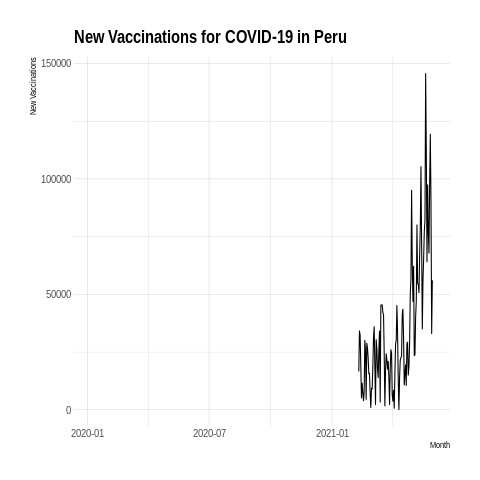 New Vaccinations for COVID-19 in Peru
New Vaccinations
150000
100000
50000
0
2020-01 2020-07 2021-01
Month